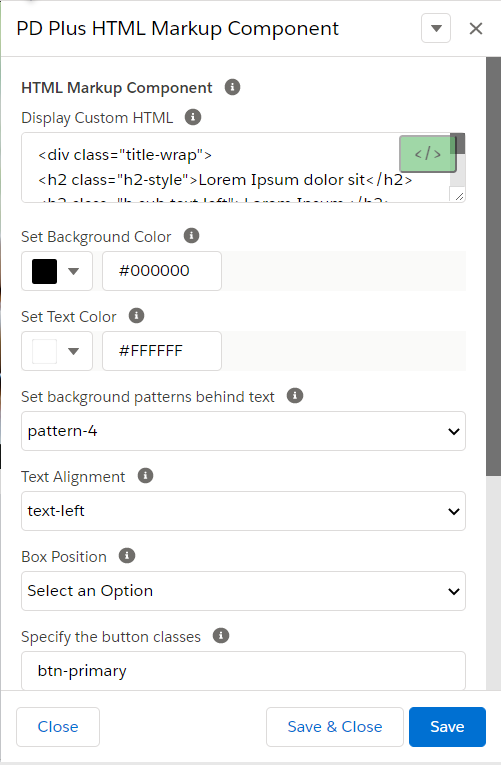 PD Plus HTML Markup Component
HTML Markup Component
Display Custom HTML
<div class="title-wrap">
</>
<h2 class="h2-style">Lorem Ipsum dolor sit</h2>
Set Background Color
#000000
Set Text Color
#FFFFFF
Set background patterns behind text
pattern-4
Text Alignment
text-left
Box Position
Select an Option
Specify the button classes
btn-primary
Close
Save & Close
Save